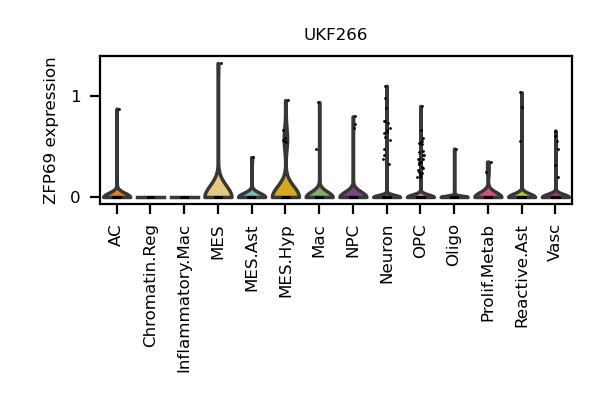 UKF266
ZFP69 expression
1
0
AC
Chromatin.Reg
Inflammatory.Mac
MES
MES.Ast
MES.Hyp
Mac
NPC
Neuron
OPC
Oligo
Prolif.Metab
Reactive.Ast
Vasc